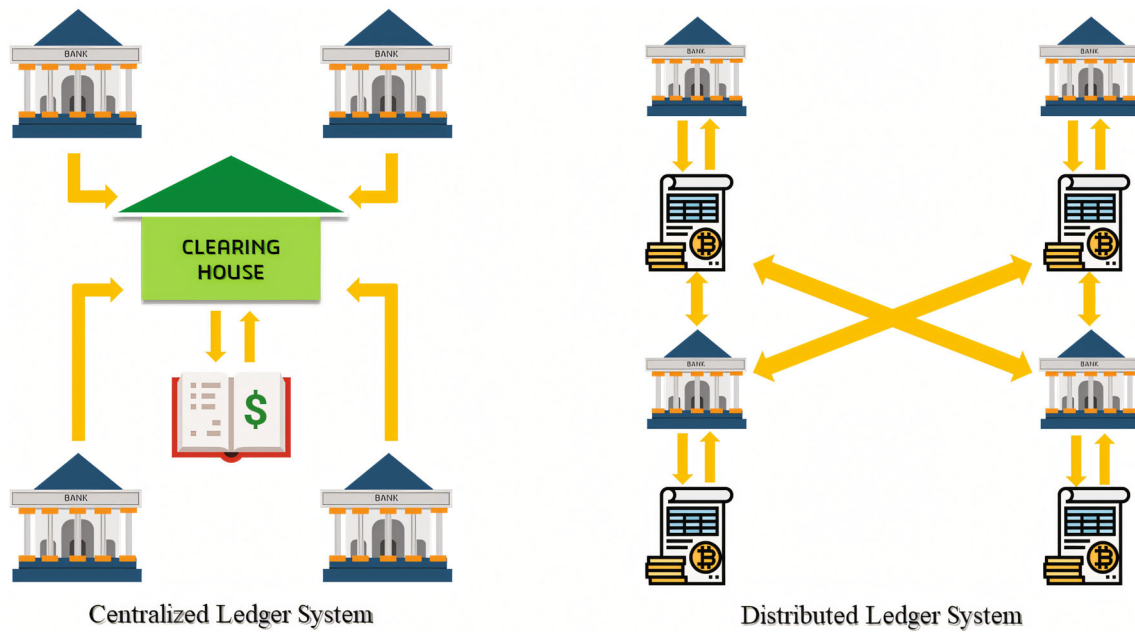 BANK
BANK
BANK
BANK
CLEARING
HOUSE
$
BANK
BANK
BANK
BANK
Centralized Ledger System
Distributed Ledger System